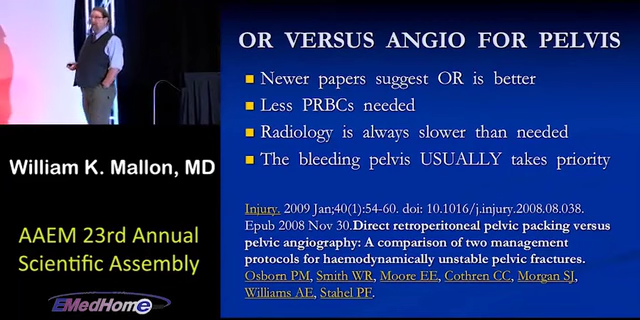 OR VERSUS ANGIO FOR PELVIS
Newer papers suggest OR is better
Less PRBCs needed
Radiology is always slower than needed
The bleeding pelvis USUALLY takes priority
Injury. 2009 Jan;40(1):54-60. doi: 10.1016/j.injury.2008.08.038.
Epub 2008 Nov 30.Direct retroperitoneal pelvic packing versus
pelvic angiography: A comparison of two management
protocols for haemodynamically unstable pelvic fractures.
Osborn PM, Smith WR, Moore EE, Cothren CC, Morgan SJ,
Williams AE, Stahel PF.
William K. Mallon, MD
AAEM 23rd Annual
Scientific Assembly
EMedHome